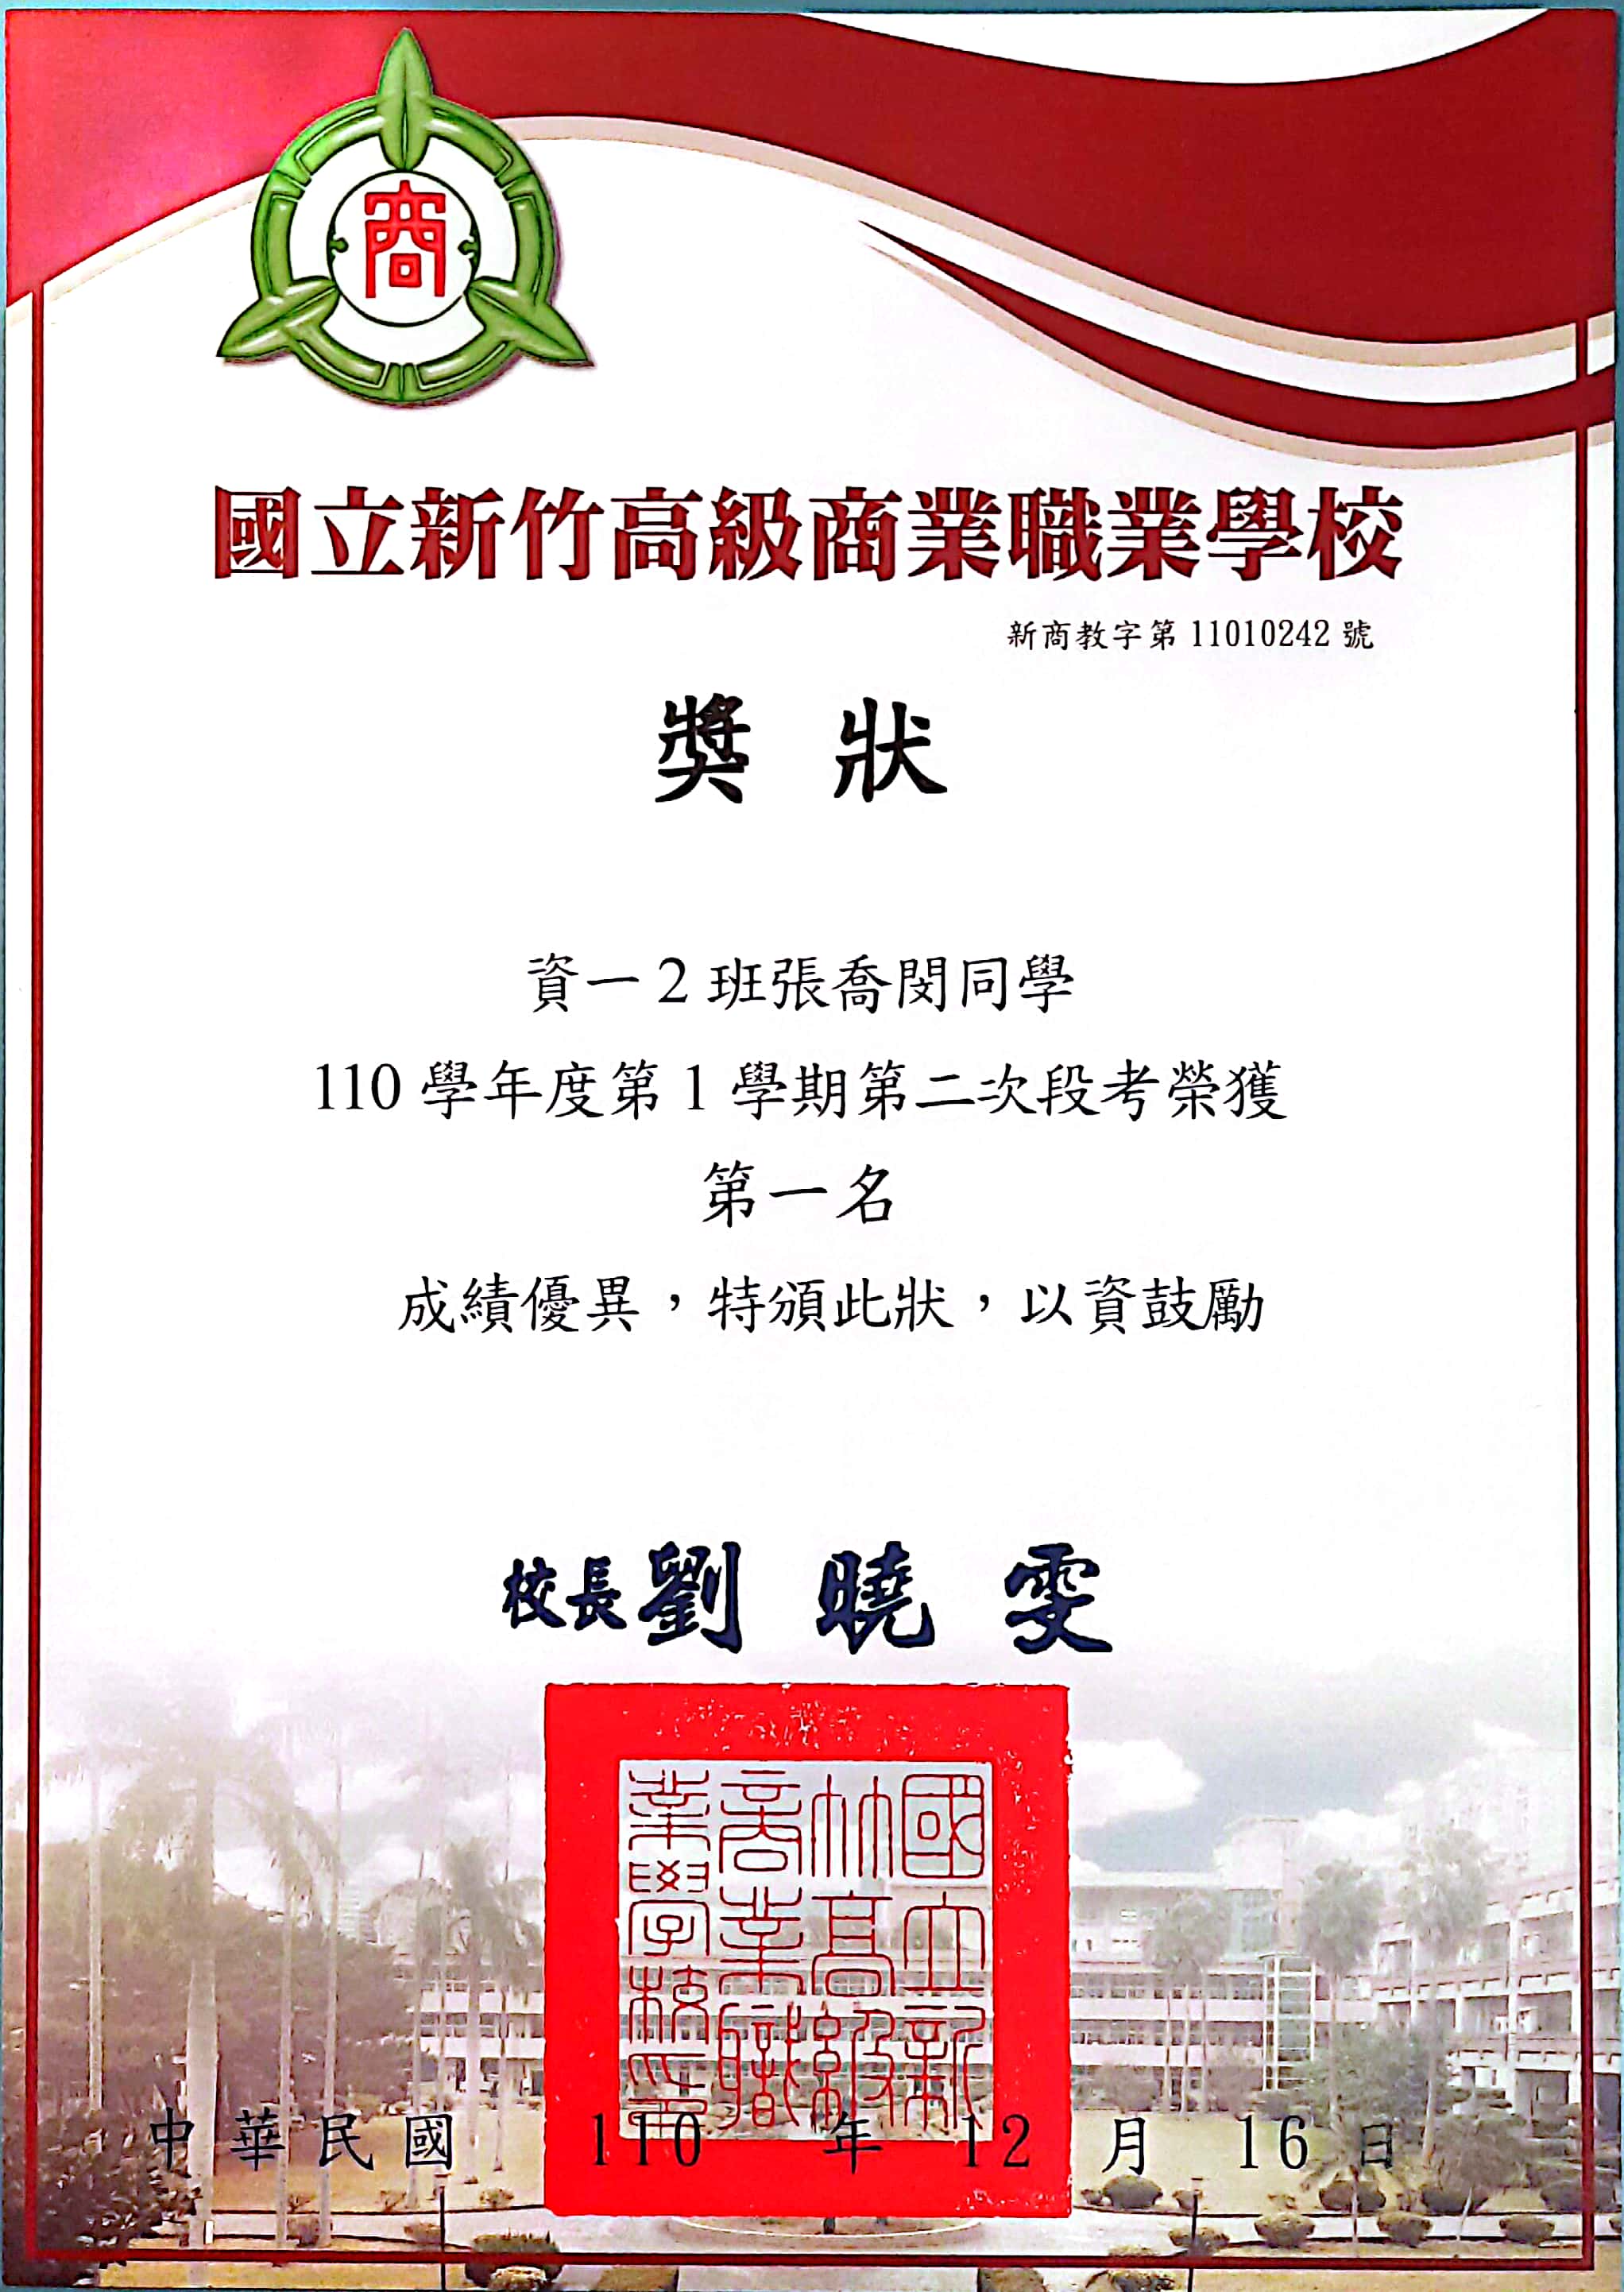 商
國立新竹高級商業職業學校
新商教字第 11010242 號
獎 狀
資一 2 班張喬閔同學
110 學年度第 1 學期第二次段考榮獲
第一名
成績優異，特頒此狀，以資鼓勵
校長劉 曉 雯
國立新
竹高級
商業職
業學校印
中華民國 110 年 12 月 16 日